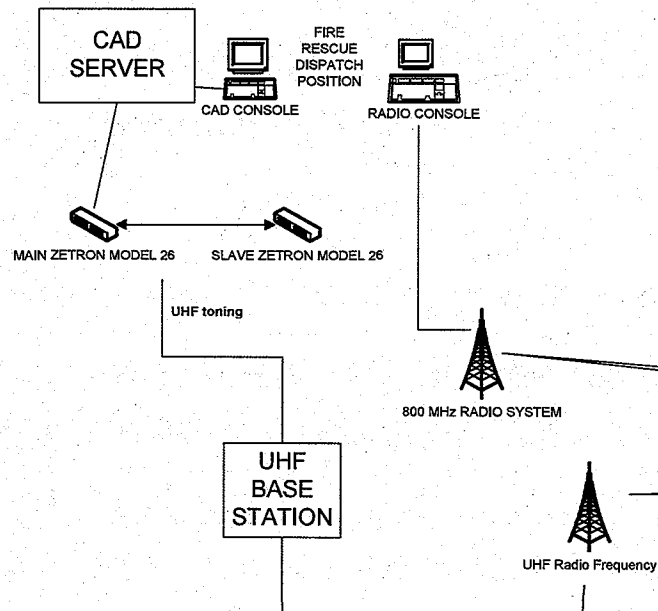 CAD
SERVER
FIRE
RESCUE
DISPATCH
POSITION
CAD CONSOLE
RADIO CONSOLE
MAIN ZETRON MODEL 26
SLAVE ZETRON MODEL 26
UHF toning
800 MHz RADIO SYSTEM
UHF
BASE
STATION
UHF Radio Frequency